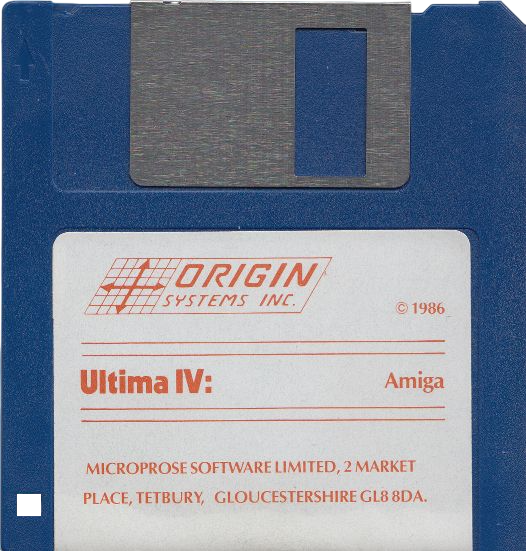 ORIGIN
SYSTEMS INC.
© 1986
Ultima IV: Amiga
MICROPROSE SOFTWARE LIMITED, 2 MARKET
PLACE, TETBURY, GLOUCESTERSHIRE GL8 8DA.